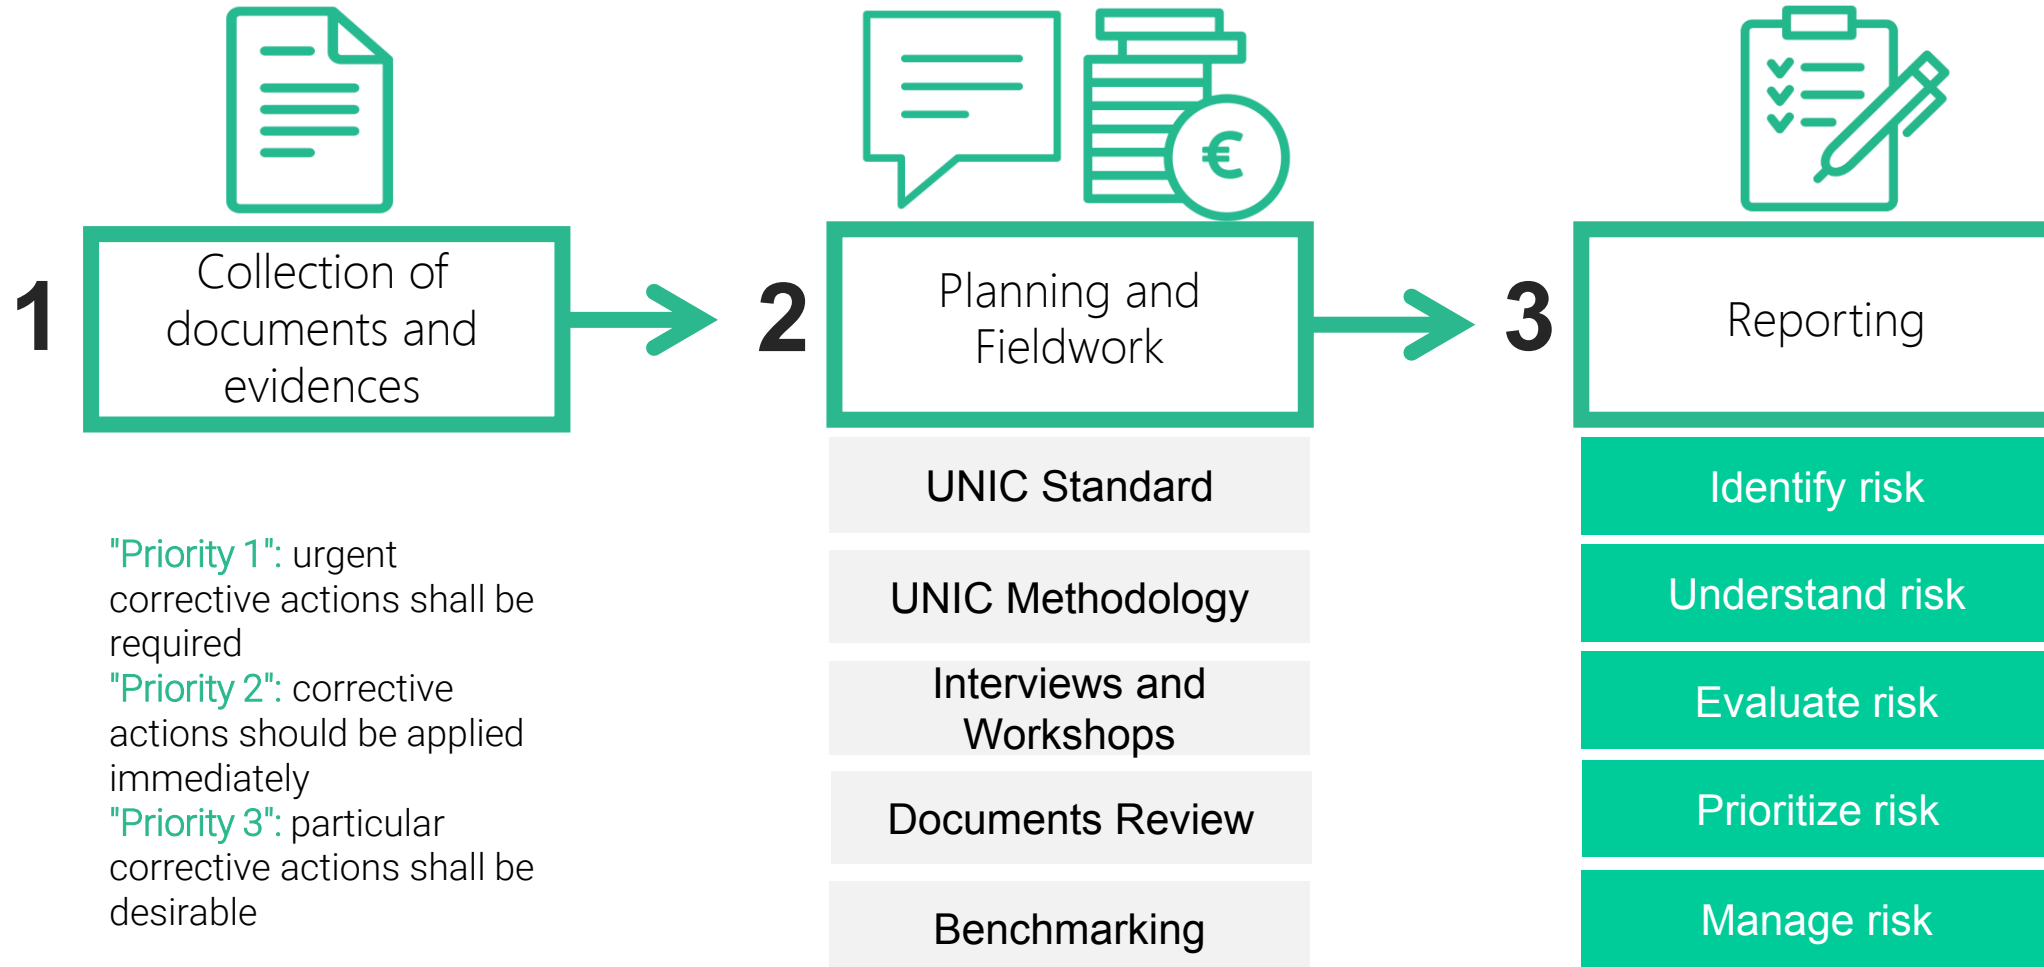 1
Collection of
documents and
evidences
"Priority 1": urgent
corrective actions shall be
required
"Priority 2": corrective
actions should be applied
immediately
"Priority 3": particular
corrective actions shall be
desirable
€
2
Planning and
Fieldwork
UNIC Standard
UNIC Methodology
Interviews and
Workshops
Documents Review
Benchmarking
3
Reporting
Identify risk
Understand risk
Evaluate risk
Prioritize risk
Manage risk